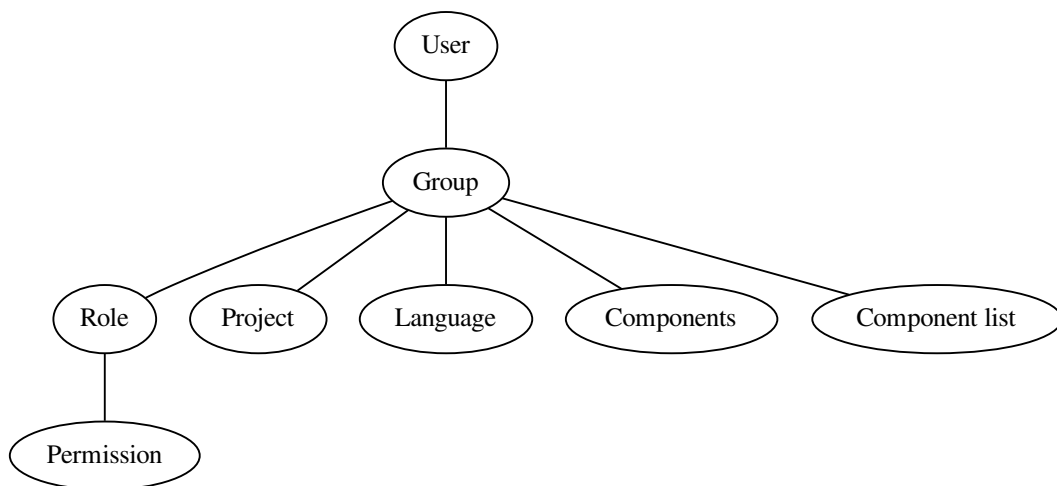 User
Group
Role
Project
Language
Components
Component list
Permission